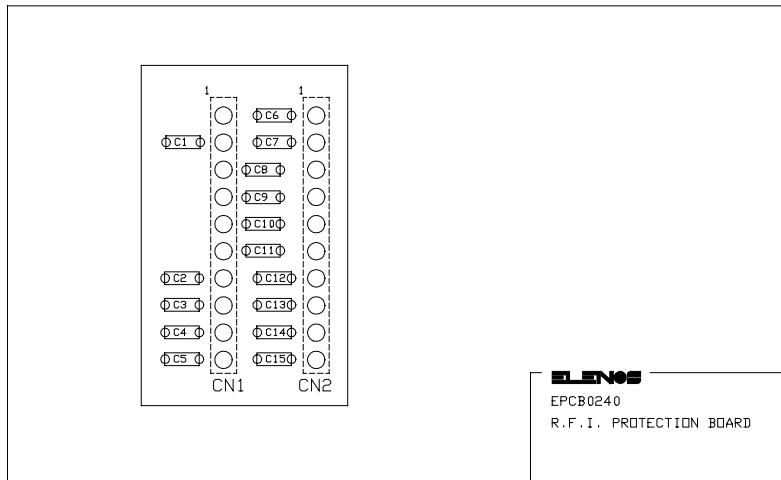 1 1
C6
C1 C7
C8
C9
C10
C11
C2 C12
C3 C13
C4 C14
C5 C15
CN1 CN2
ELENOS
EPCB0240
R.F.I. PROTECTION BOARD